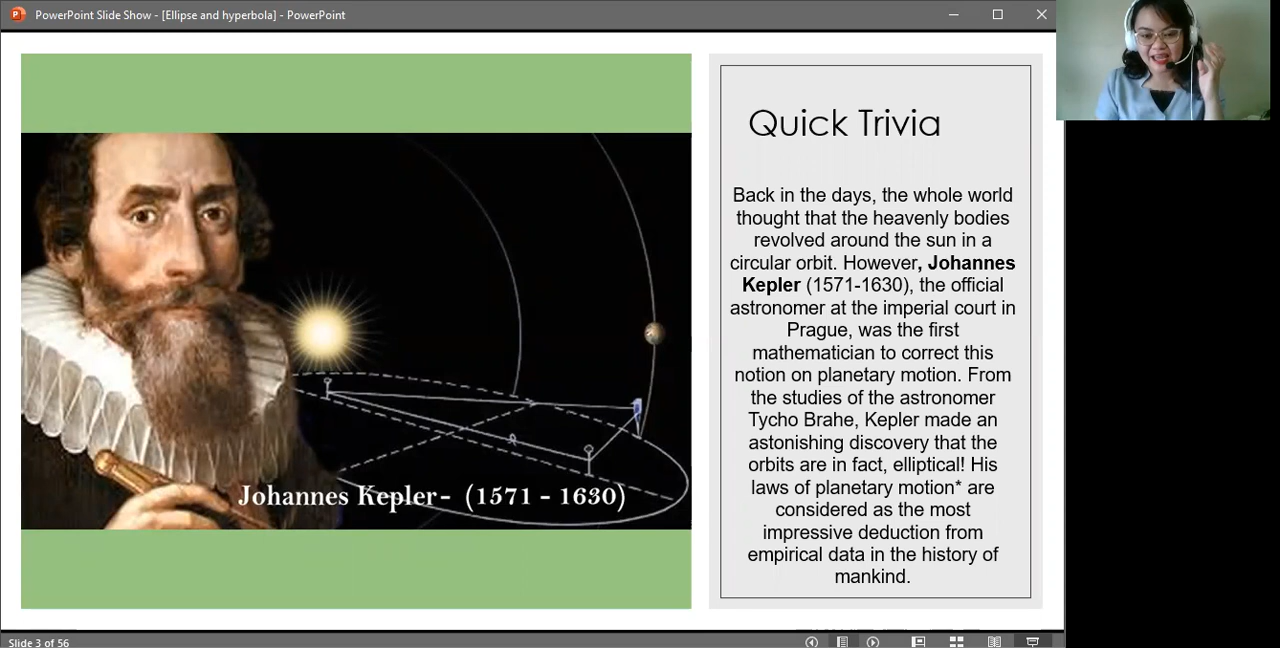 PowerPoint Slide Show - [Ellipse and hyperbola] - PowerPoint
Johannes Kepler- (1571 - 1630)
Quick Trivia
Back in the days, the whole world
thought that the heavenly bodies
revolved around the sun in a
circular orbit. However, Johannes
Kepler (1571-1630), the official
astronomer at the imperial court in
Prague, was the first
mathematician to correct this
notion on planetary motion. From
the studies of the astronomer
Tycho Brahe, Kepler made an
astonishing discovery that the
orbits are in fact, elliptical! His
laws of planetary motion* are
considered as the most
impressive deduction from
empirical data in the history of
mankind.
Slide 3 of 56